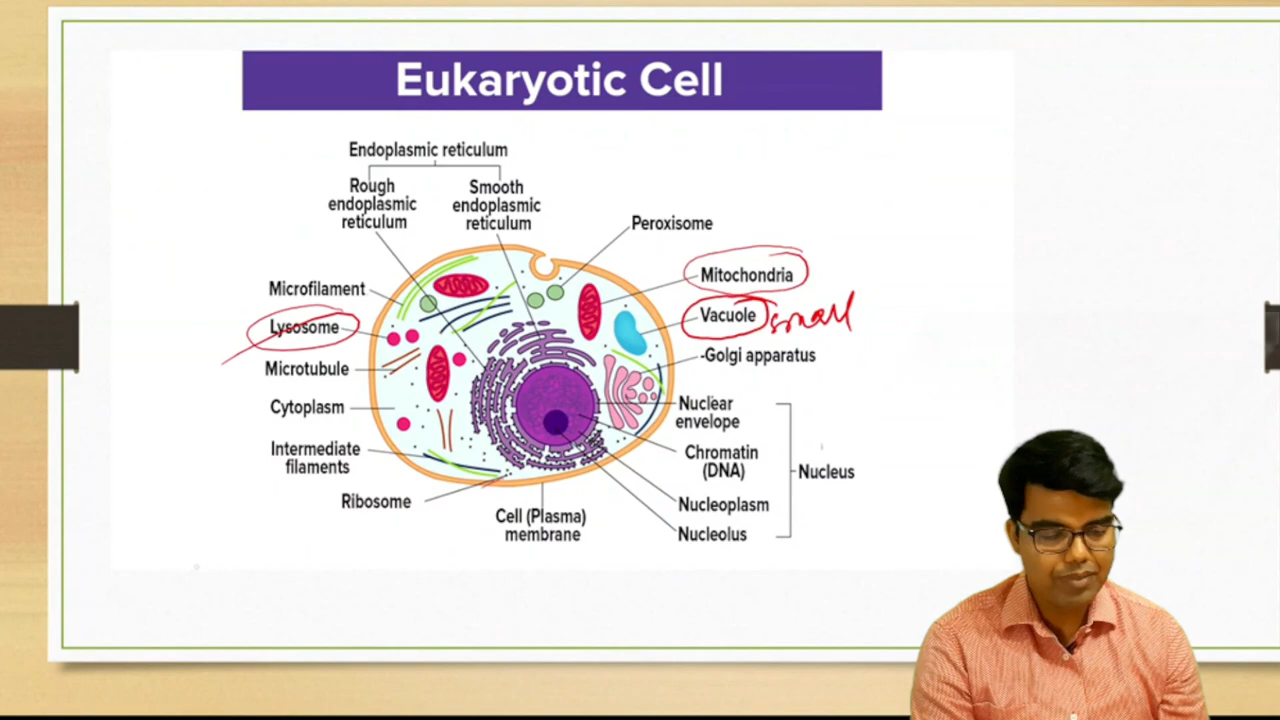 Eukaryotic Cell
Endoplasmic reticulum
Rough
endoplasmic
reticulum
Smooth
endoplasmic
reticulum
Peroxisome
Microfilament
Mitochondria
Lysosome
Vacuole small
Microtubule
-Golgi apparatus
Cytoplasm
Nuclear
envelope
Intermediate
filaments
Chromatin
(DNA)
Nucleus
Ribosome
Nucleoplasm
Cell (Plasma)
membrane
Nucleolus